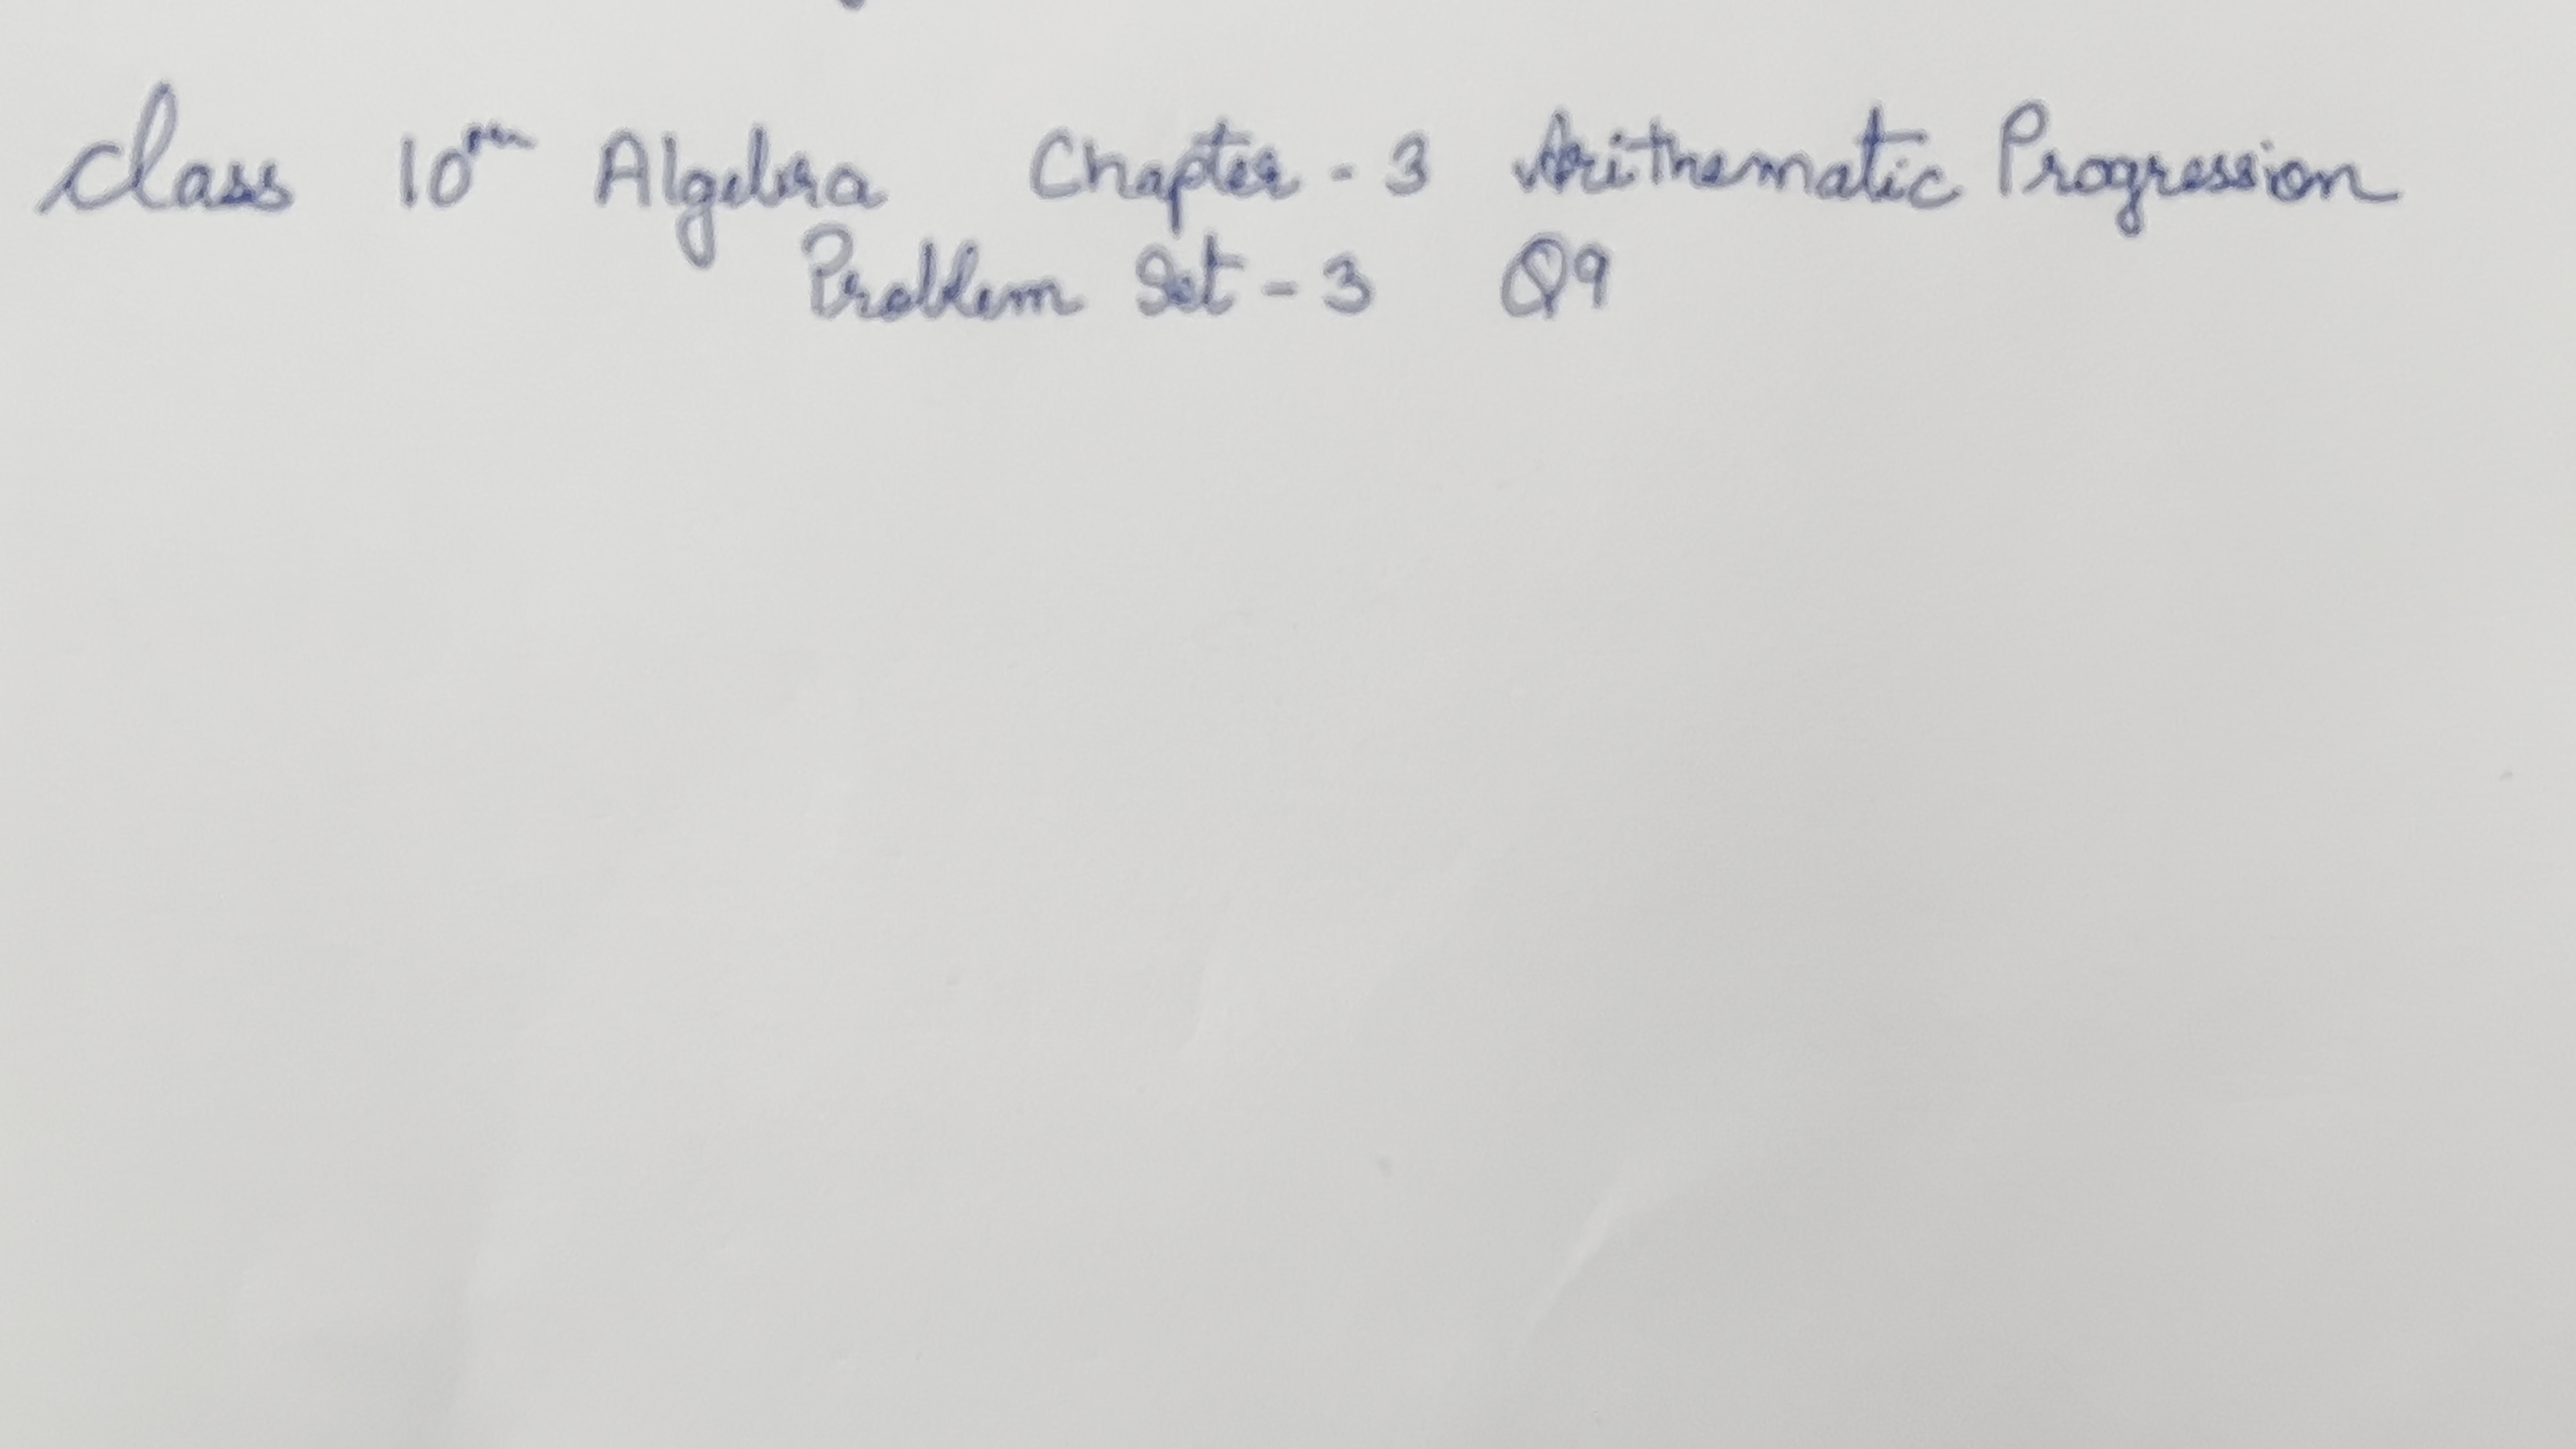 Class 10th Algebra Chapter - 3 Arithematic Progression
Problem Set - 3 Q9